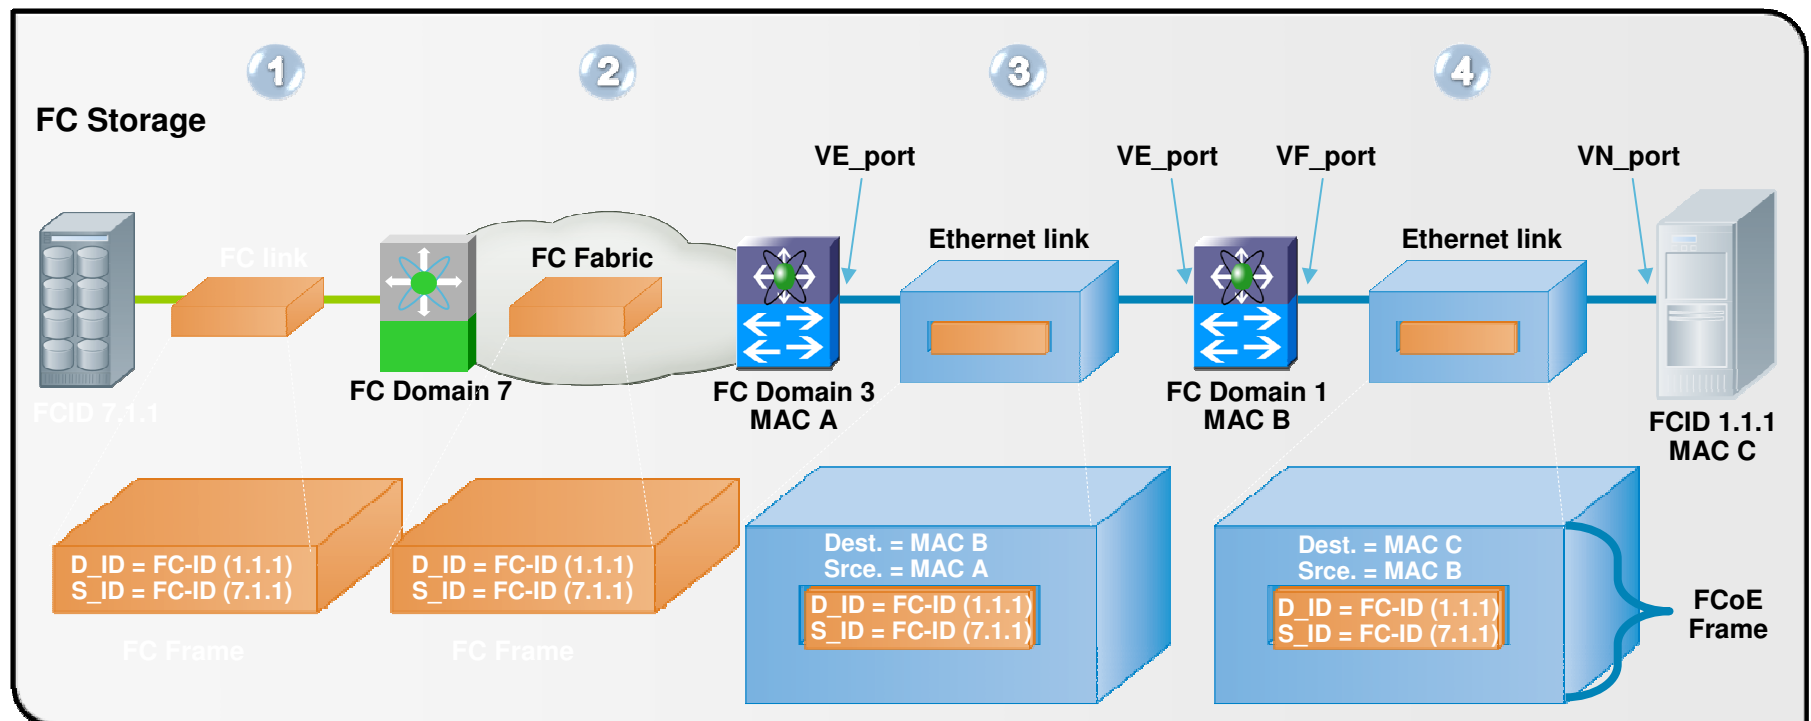 1
2
3
4
FC Storage
VE_port
VE_port
VF_port
VN_port
FC link
FC Fabric
Ethernet link
Ethernet link
FC Domain 7
FC Domain 3
MAC A
FC Domain 1
MAC B
FCID 7.1.1
FCID 1.1.1
MAC C
D_ID = FC-ID (1.1.1)
S_ID = FC-ID (7.1.1)
FC Frame
D_ID = FC-ID (1.1.1)
S_ID = FC-ID (7.1.1)
FC Frame
Dest. = MAC B
Srce. = MAC A
D_ID = FC-ID (1.1.1)
S_ID = FC-ID (7.1.1)
Dest. = MAC C
Srce. = MAC B
D_ID = FC-ID (1.1.1)
S_ID = FC-ID (7.1.1)
FCoE
Frame